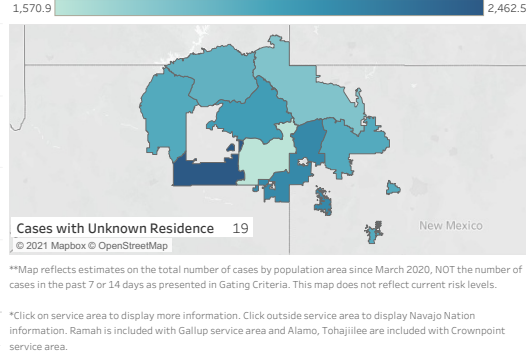 1,570.9 2,462.5
New Mexico
Cases with Unknown Residence 19
© 2021 Mapbox © OpenStreetMap
**Map reflects estimates on the total number of cases by population area since March 2020, NOT the number of
cases in the past 7 or 14 days as presented in Gating Criteria. This map does not reflect current risk levels.
*Click on service area to display more information. Click outside service area to display Navajo Nation
information. Ramah is included with Gallup service area and Alamo, Tohajiilee are included with Crownpoint
service area.